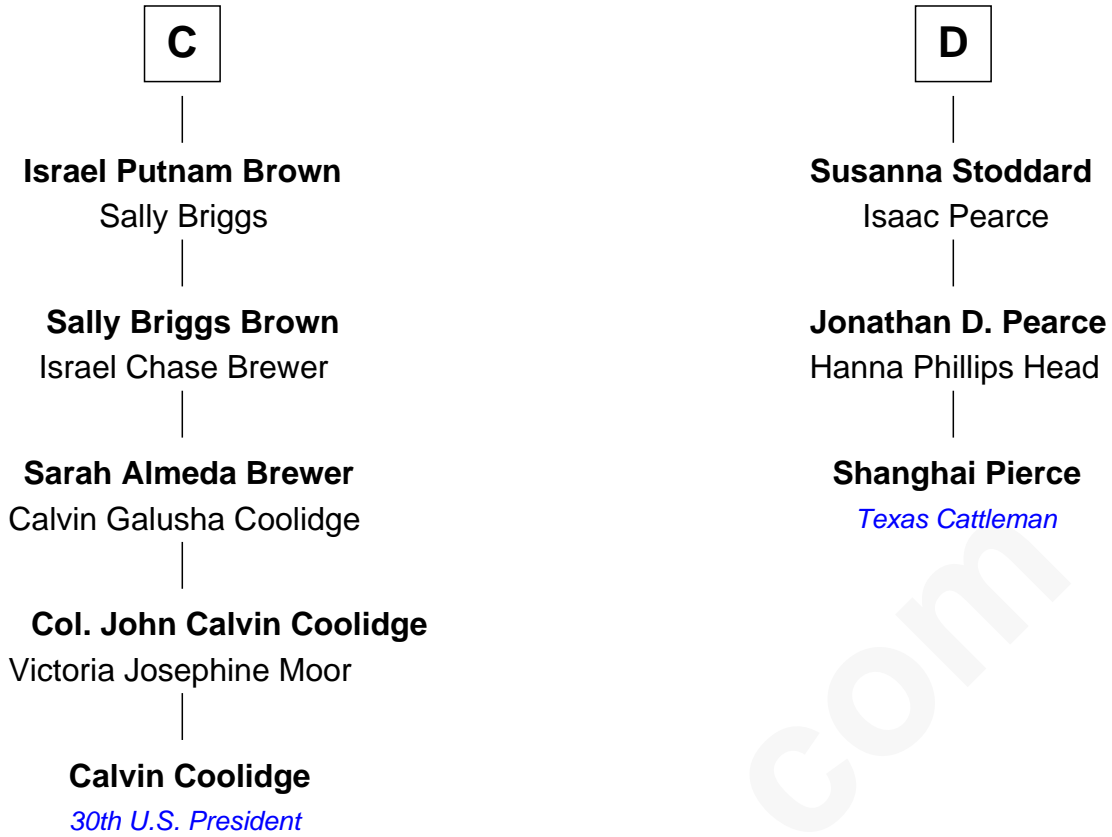 C
Israel Putnam Brown
Sally Briggs
Sally Briggs Brown
Israel Chase Brewer
Sarah Almeda Brewer
Calvin Galusha Coolidge
Col. John Calvin Coolidge
Victoria Josephine Moor
Calvin Coolidge
30th U.S. President
D
Susanna Stoddard
Isaac Pearce
Jonathan D. Pearce
Hanna Phillips Head
Shanghai Pierce
Texas Cattleman
com